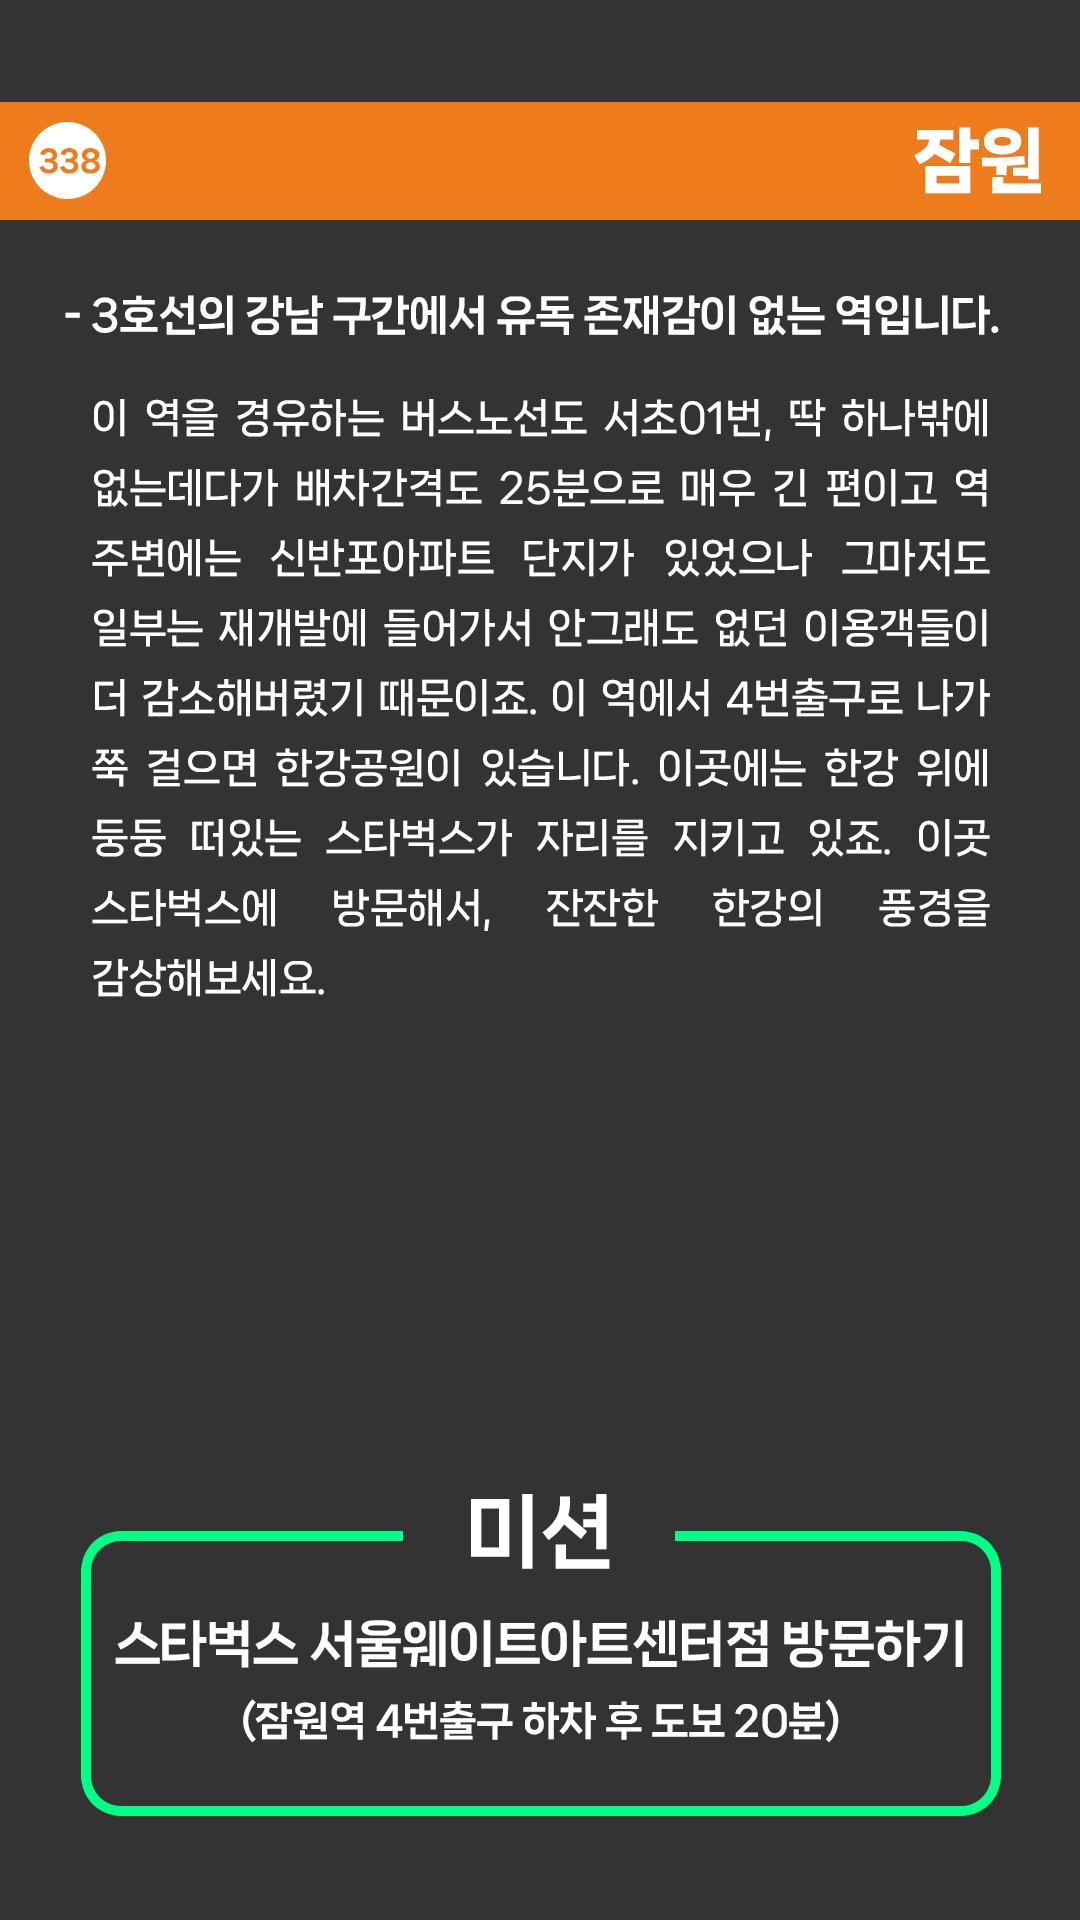 338
잠원
- 3호선의 강남 구간에서 유독 존재감이 없는 역입니다.
이 역을 경유하는 버스노선도 서초01번, 딱 하나밖에
없는데다가 배차간격도 25분으로 매우 긴 편이고 역
주변에는 신반포아파트 단지가 있었으나 그마저도
일부는 재개발에 들어가서 안그래도 없던 이용객들이
더 감소해버렸기 때문이죠. 이 역에서 4번출구로 나가
쭉 걸으면 한강공원이 있습니다. 이곳에는 한강 위에
둥둥 떠있는 스타벅스가 자리를 지키고 있죠. 이곳
스타벅스에 방문해서, 잔잔한 한강의 풍경을
감상해보세요.
미션
스타벅스 서울웨이트아트센터점 방문하기
(잠원역 4번출구 하차 후 도보 20분)